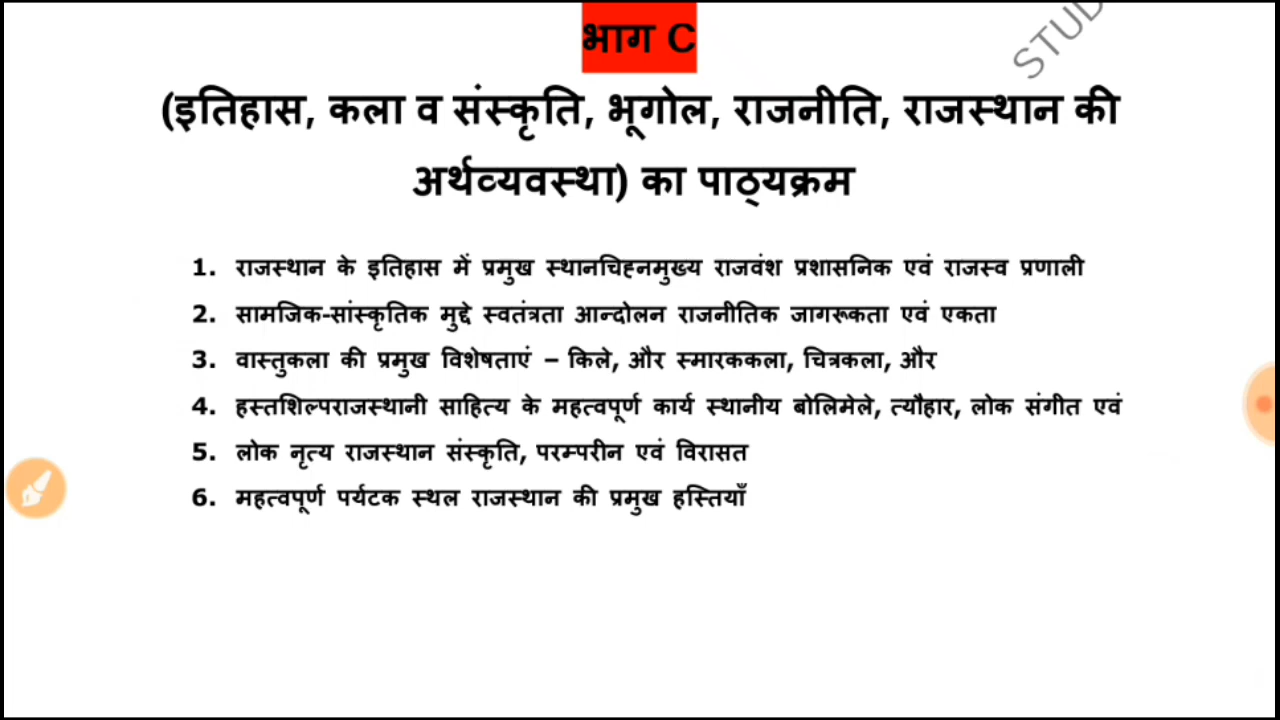 भाग C
STUD
(इतिहास, कला व संस्कृति, भूगोल, राजनीति, राजस्थान की
अर्थव्यवस्था) का पाठ्यक्रम
1. राजस्थान के इतिहास में प्रमुख स्थानचिह्नमुख्य राजवंश प्रशासनिक एवं राजस्व प्रणाली
2. सामजिक-सांस्कृतिक मुद्दे स्वतंत्रता आन्दोलन राजनीतिक जागरूकता एवं एकता
3. वास्तुकला की प्रमुख विशेषताएं – किले, और स्मारककला, चित्रकला, और
4. हस्तशिल्पराजस्थानी साहित्य के महत्वपूर्ण कार्य स्थानीय बोलिमेले, त्यौहार, लोक संगीत एवं
5. लोक नृत्य राजस्थान संस्कृति, परम्परीन एवं विरासत
6. महत्वपूर्ण पर्यटक स्थल राजस्थान की प्रमुख हस्तियाँ